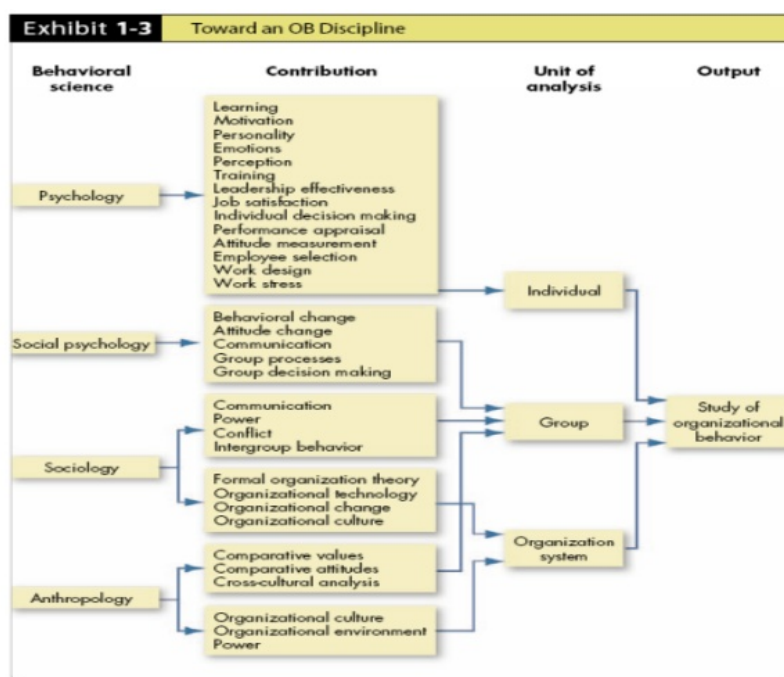 Exhibit 1-3 Toward an OB Discipline
Behavioral
science
Contribution
Unit of
analysis
Output
Psychology
Learning
Motivation
Personality
Emotions
Perception
Training
Leadership effectiveness
Job satisfaction
Individual decision making
Performance appraisal
Attitude measurement
Employee selection
Work design
Work stress
Individual
Social psychology
Behavioral change
Attitude change
Communication
Group processes
Group decision making
Communication
Power
Conflict
Intergroup behavior
Group
Study of
organizational
behavior
Sociology
Formal organization theory
Organizational technology
Organizational change
Organizational culture
Organization
system
Comparative values
Comparative attitudes
Cross-cultural analysis
Anthropology
Organizational culture
Organizational environment
Power